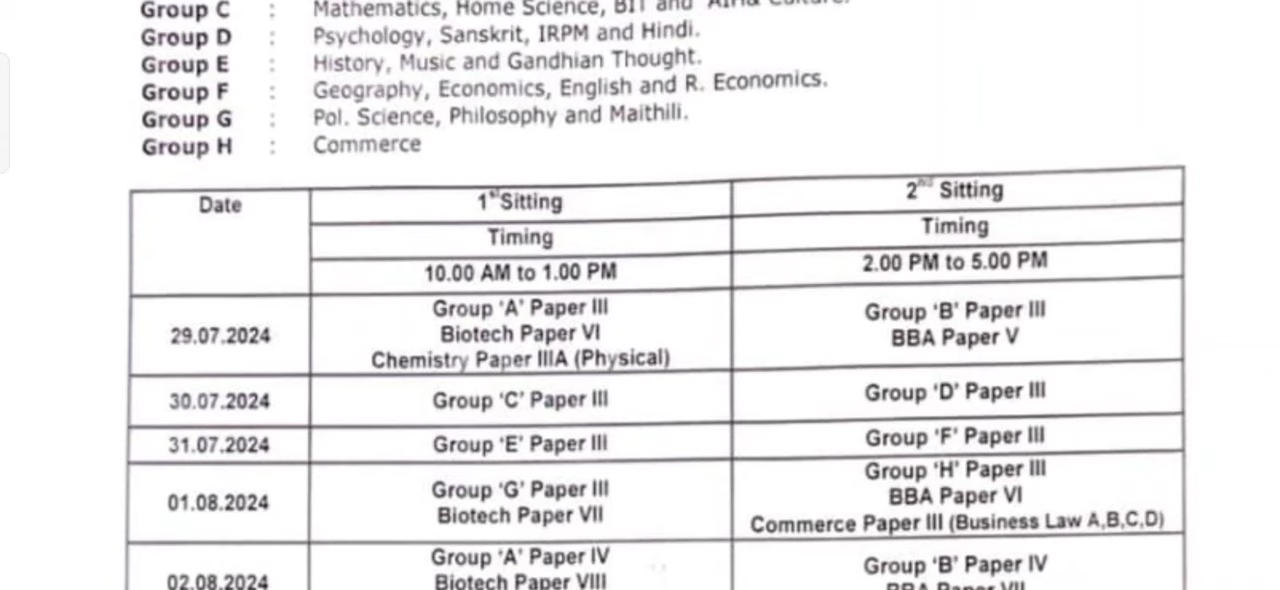 Group C : Mathematics, Home Science, BIT and Culture.
Group D : Psychology, Sanskrit, IRPM and Hindi.
Group E : History, Music and Gandhian Thought.
Group F : Geography, Economics, English and R. Economics.
Group G : Pol. Science, Philosophy and Maithili.
Group H : Commerce
Date 1st Sitting 2nd Sitting
Timing Timing
10.00 AM to 1.00 PM 2.00 PM to 5.00 PM
29.07.2024
Group 'A' Paper III
Biotech Paper VI
Chemistry Paper IIIA (Physical)
Group 'B' Paper III
BBA Paper V
30.07.2024 Group 'C' Paper III Group 'D' Paper III
31.07.2024 Group 'E' Paper III Group 'F' Paper III
01.08.2024
Group 'G' Paper III
Biotech Paper VII
Group 'H' Paper III
BBA Paper VI
Commerce Paper III (Business Law A,B,C,D)
02.08.2024
Group 'A' Paper IV
Biotech Paper VIII
Group 'B' Paper IV
BBA Paper VII